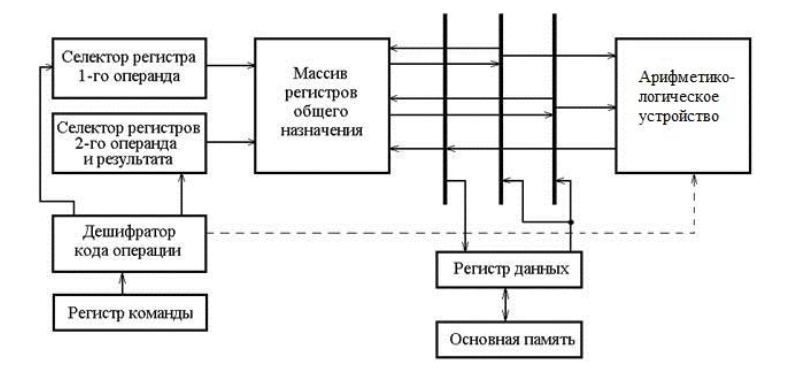 Селектор регистра
1-го операнда
Массив
регистров
общего
назначения
Арифметико-
логическое
устройство
Селектор регистров
2-го операнда
и результата
Дешифратор
кода операции
Регистр данных
Регистр команды
Основная память